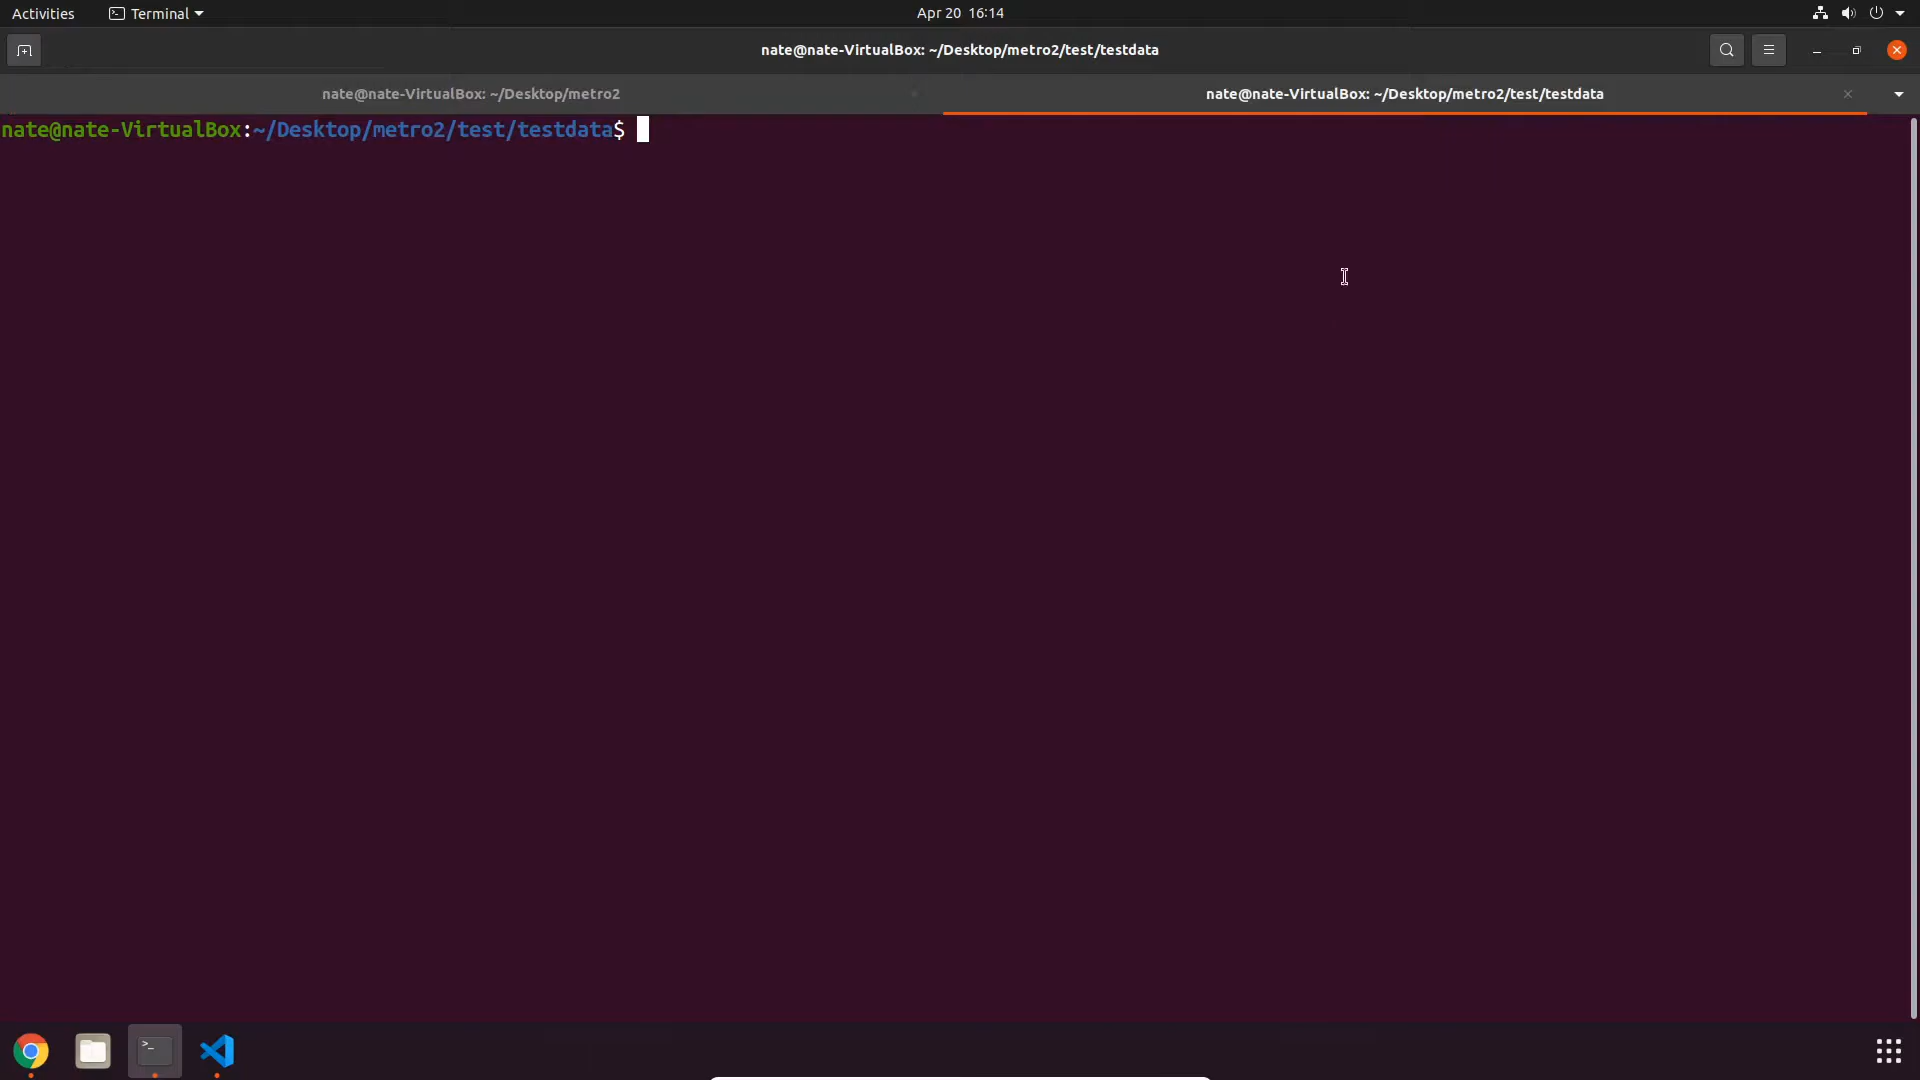 Activities Terminal Apr 20 16:14
nate@nate-VirtualBox: ~/Desktop/metro2/test/testdata
nate@nate-VirtualBox: ~/Desktop/metro2 nate@nate-VirtualBox: ~/Desktop/metro2/test/testdata
nate@nate-VirtualBox:~/Desktop/metro2/test/testdata$